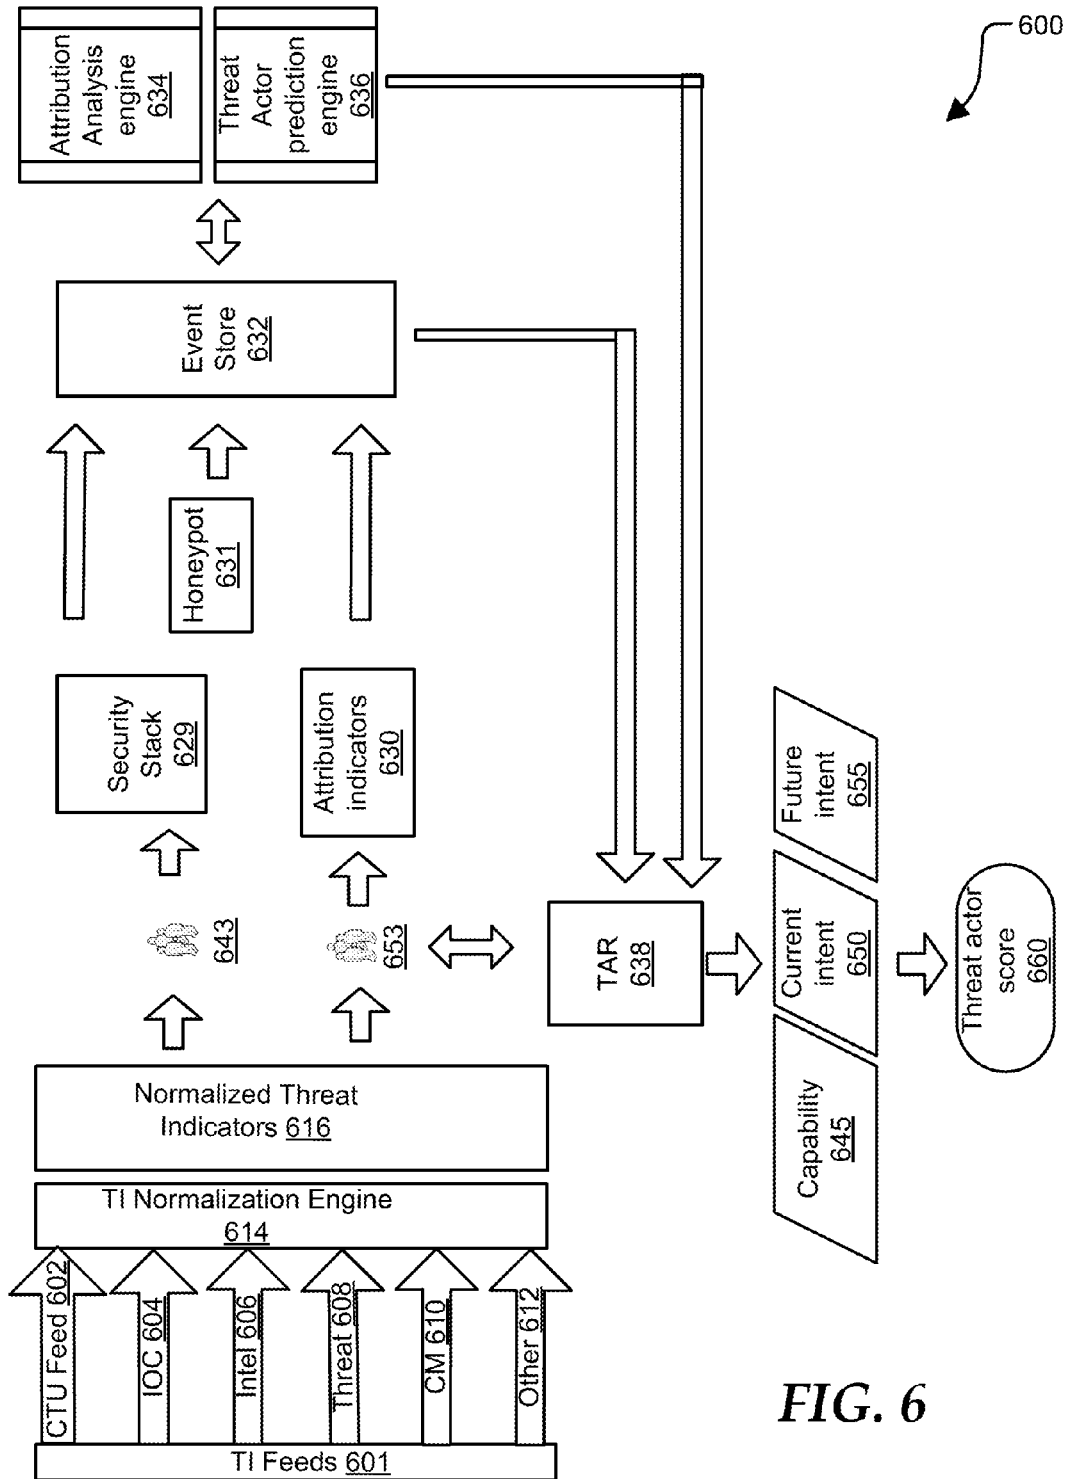 600
Attribution
Analysis
engine
634
Threat
Actor
prediction
engine
636
Event
Store
632
Honeypot
631
Security
Stack
629
Attribution
indicators
630
643
653
TAR
638
Future
intent
655
Current
intent
650
Capability
645
Threat actor
score
660
Normalized Threat
Indicators 616
TI Normalization Engine
614
CTU Feed 602
IOC 604
Intel 606
Threat 608
CM 610
Other 612
TI Feeds 601
FIG. 6